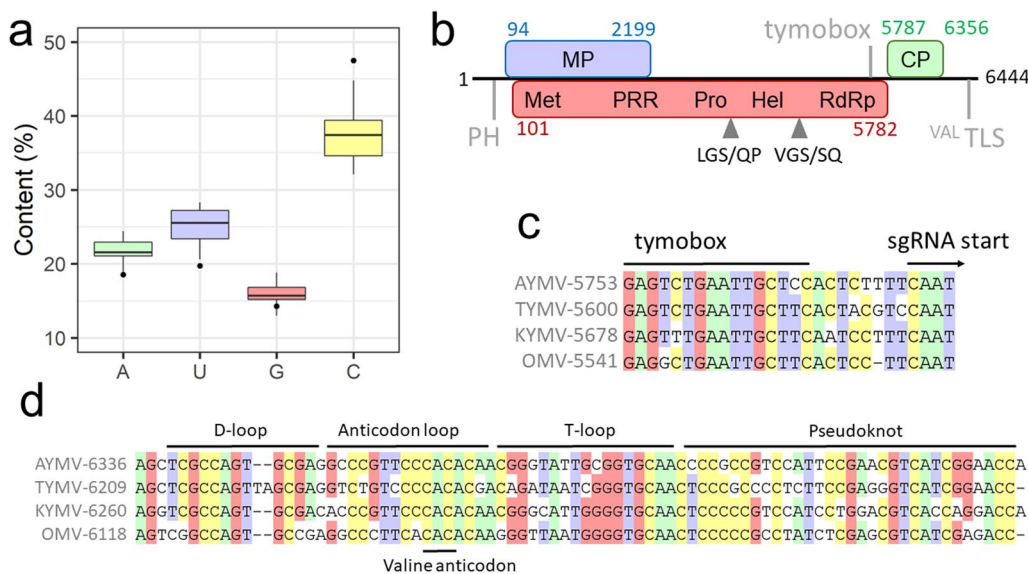 a
50
40
30
20
10
Content (%)
A U G C
b
94 2199 tymobox 5787 6356
MP CP
1 6444
Met PRR Pro Hel RdRp
PH 101 5782 VAL TLS
LGS/QP VGS/SQ
c
tymobox sgRNA start
AYMV-5753 GAGTCTGAATTGCTCCACTCTTTTCAAT
TYMV-5600 GAGTCTGAATTGCTTCACTACGTCCAAT
KYMV-5678 GAGTTTGAATTGCTTCAATCCTTTCAAT
OMV-5541 GAGGCTGAATTGCTTCACTCC-TTCAAT
d
D-loop Anticodon loop T-loop Pseudoknot
AYMV-6336 AGCTCGCCAGT--GCGAGGCCCGTTCCCACACAACGGGTATTGCGGGTGCAACCCCGCCGTCCATTCCGAACGTCATCGGAACCA
TYMV-6209 AGCTCGCCAGTTAGCGAGGTCTGTCCCCACACGACAGATAATCGGGTGCAACTCCCGCCCCTCTTCCGAGGGTCATCGGAACC-
KYMV-6260 AGGTCGCCAGT--GCGACACCCGTTCCCACACAACGGGCATTGGGGTGCAACTCCCCCGTCCATCCTGGACGTCACCAGGACCA
OMV-6118 AGTCGGCCAGT--GCCGAGGCCCTTCACACACAAGGGTTAATGGGGTGCAACTCCCCCGCCTATCTCGAGCGTCATCGAGACC-
Valine anticodon